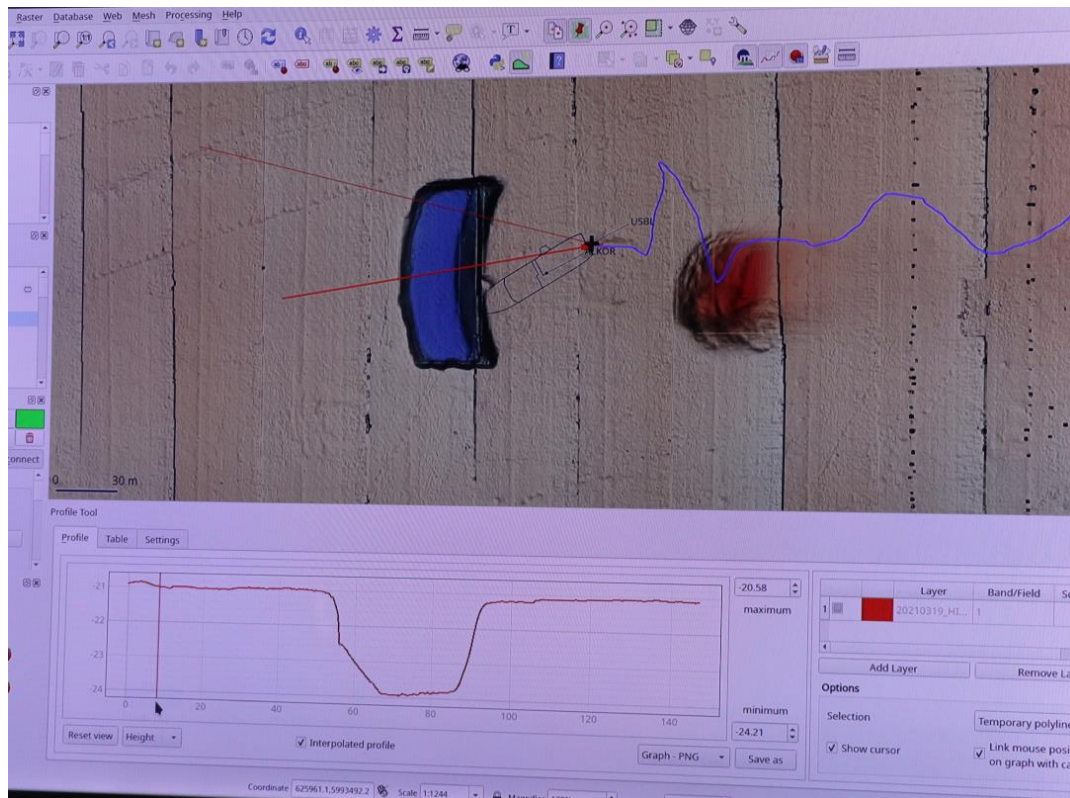 Raster Database Web Mesh Processing Help
USBL
0 30 m
connect
Profile Tool
Profile Table Settings
-21
-22
-23
-24
0 20 40 60 80 100 120 140
-20.58
maximum
minimum
-24.21
Layer Band/Field
1 20210319_HI... 1
Add Layer Remove La
Options
Selection Temporary polyline
Show cursor Link mouse posi
on graph with ca
Reset view Height Interpolated profile Graph - PNG Save as
Coordinate 625961.1,5993492.2 Scale 1:1244